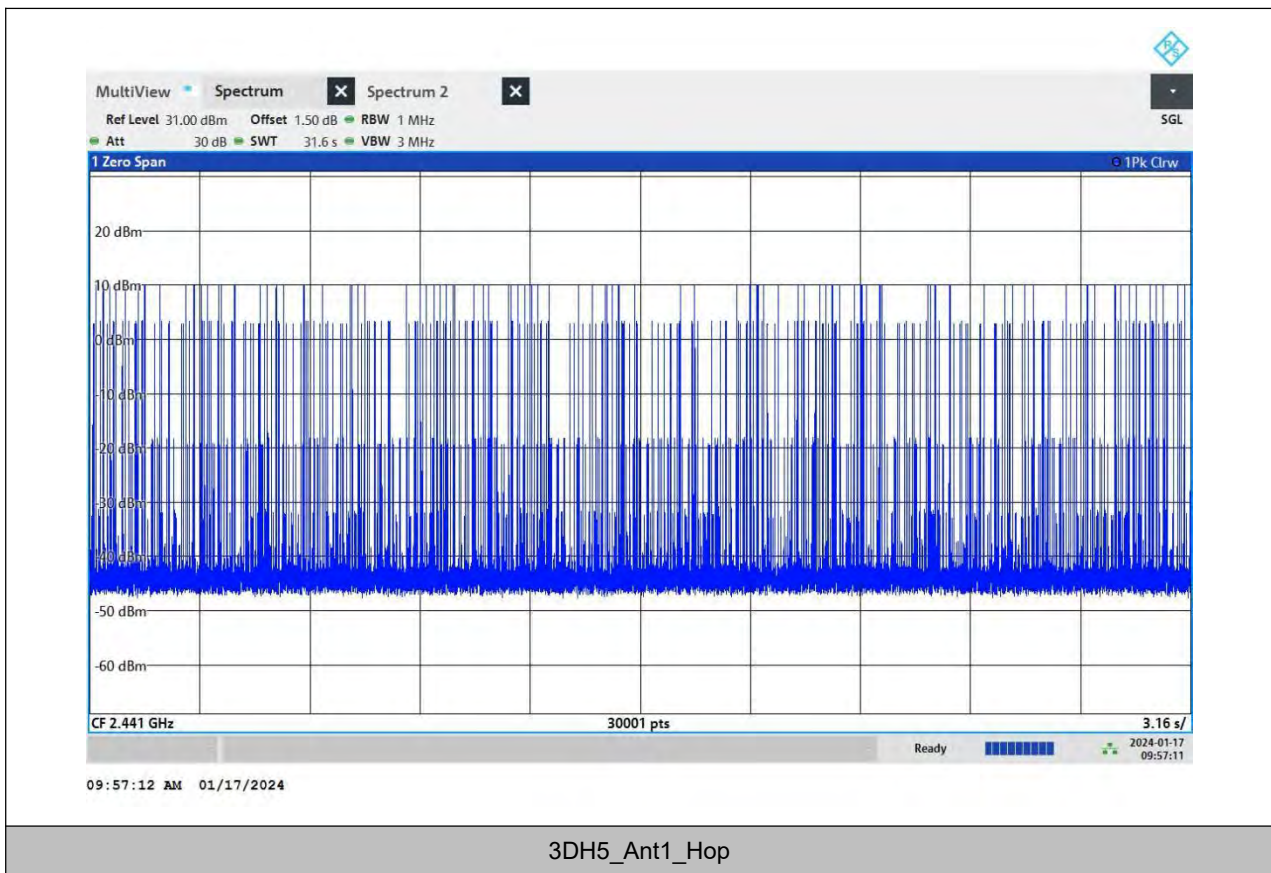 R S
MultiView Spectrum X Spectrum 2 X
Ref Level 31.00 dBm Offset 1.50 dB RBW 1 MHz SGL
Att 30 dB SWT 31.6 s VBW 3 MHz
1 Zero Span 1Pk Clrw
20 dBm
10 dBm
0 dBm
-10 dBm
-20 dBm
-30 dBm
-40 dBm
-50 dBm
-60 dBm
CF 2.441 GHz 30001 pts 3.16 s/
Ready 2024-01-17
09:57:11
09:57:12 AM 01/17/2024
3DH5_Ant1_Hop